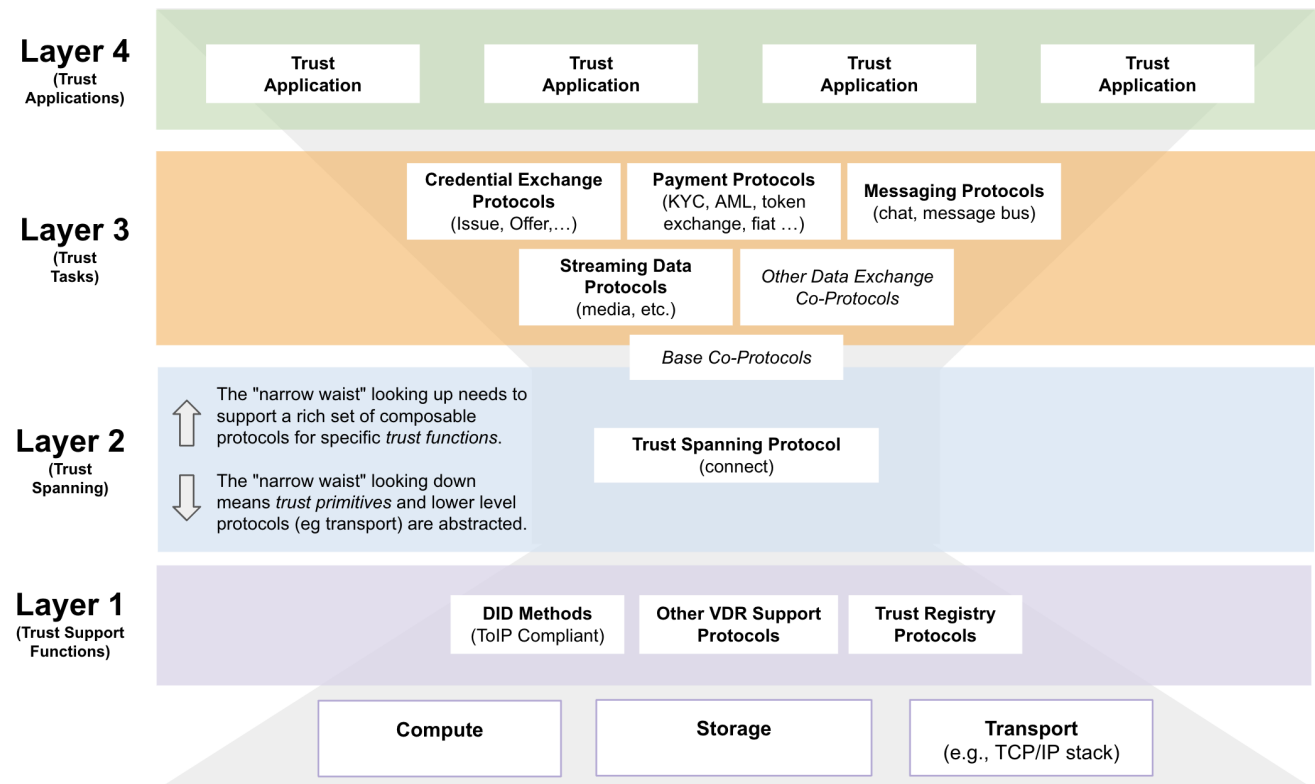 Layer 4
(Trust
Applications)
Trust
Application
Trust
Application
Trust
Application
Trust
Application
Layer 3
(Trust
Tasks)
Credential Exchange
Protocols
(Issue, Offer,…)
Payment Protocols
(KYC, AML, token
exchange, fiat …)
Messaging Protocols
(chat, message bus)
Streaming Data
Protocols
(media, etc.)
Other Data Exchange
Co-Protocols
Base Co-Protocols
Layer 2
(Trust
Spanning)
The "narrow waist" looking up needs to
support a rich set of composable
protocols for specific trust functions.
The "narrow waist" looking down
means trust primitives and lower level
protocols (eg transport) are abstracted.
Trust Spanning Protocol
(connect)
Layer 1
(Trust Support
Functions)
DID Methods
(ToIP Compliant)
Other VDR Support
Protocols
Trust Registry
Protocols
Compute
Storage
Transport
(e.g., TCP/IP stack)